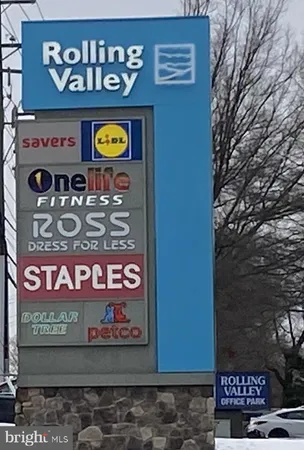 Rolling
Valley
savers LIDL
Onelife
FITNESS
ROSS
DRESS FOR LESS
STAPLES
DOLLAR TREE
petco
ROLLING
VALLEY
OFFICE PARK
bright MLS